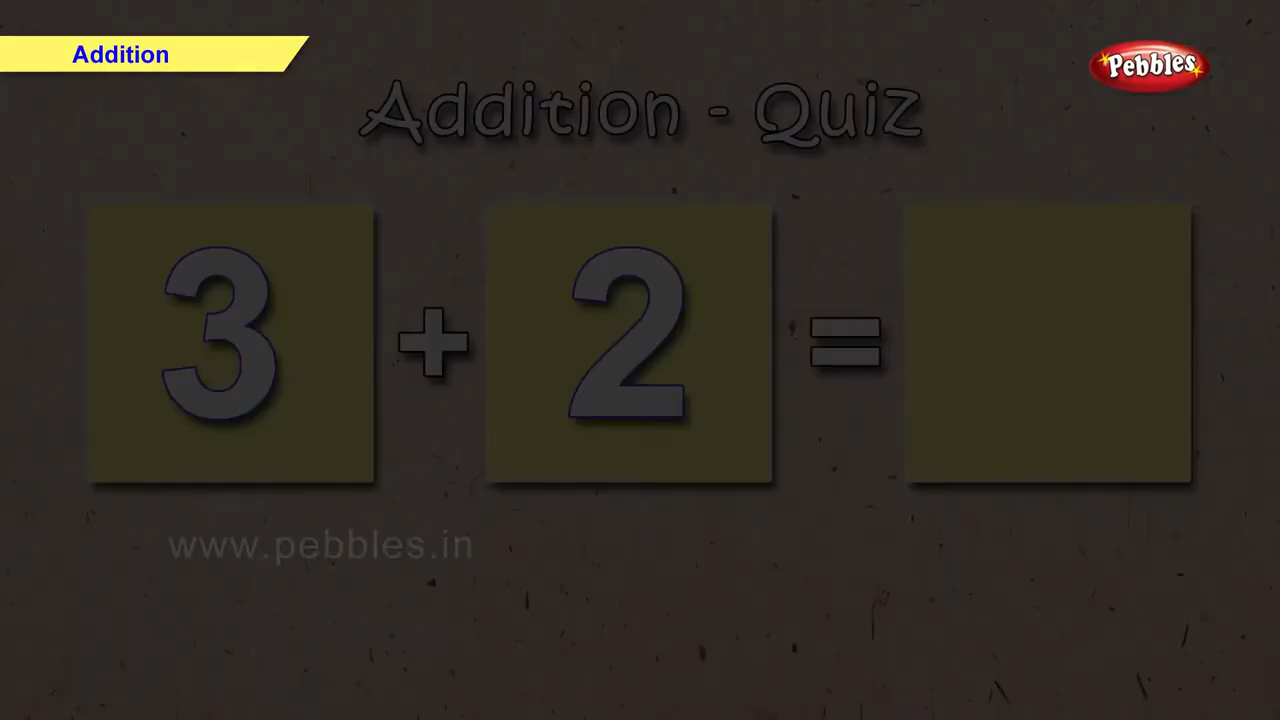 Addition
Pebbles
Addition - Quiz
3 + 2 =
www.pebbles.in